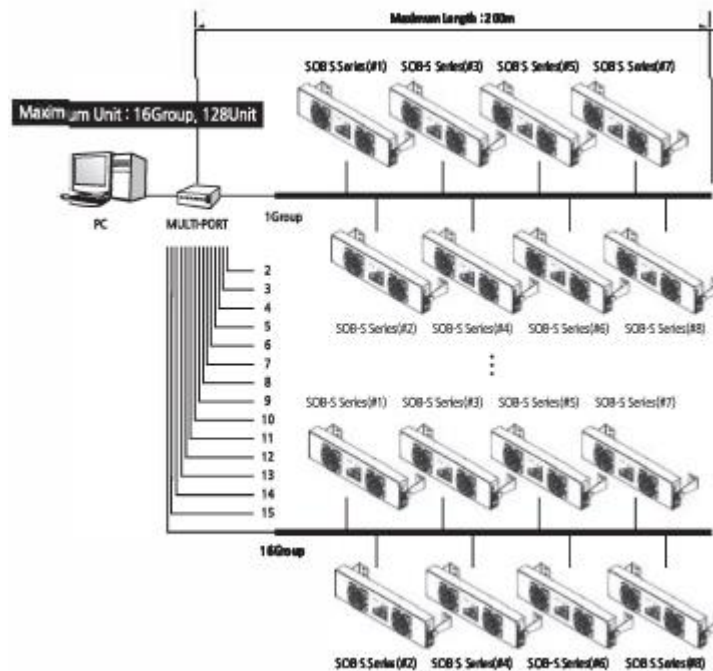 Maximum Length : 200m
SOB-S Series(#1) SOB-S Series(#3) SOB-S Series(#5) SOB-S Series(#7)
Maximum Unit : 16Group, 128Unit
PC
MULTI-PORT
1Group
2
3
4
5
6
7
8
9
10
11
12
13
14
15
16Group
SOB-S Series(#2) SOB-S Series(#4) SOB-S Series(#6) SOB-S Series(#8)
SOB-S Series(#1) SOB-S Series(#3) SOB-S Series(#5) SOB-S Series(#7)
SOB-S Series(#2) SOB-S Series(#4) SOB-S Series(#6) SOB-S Series(#8)